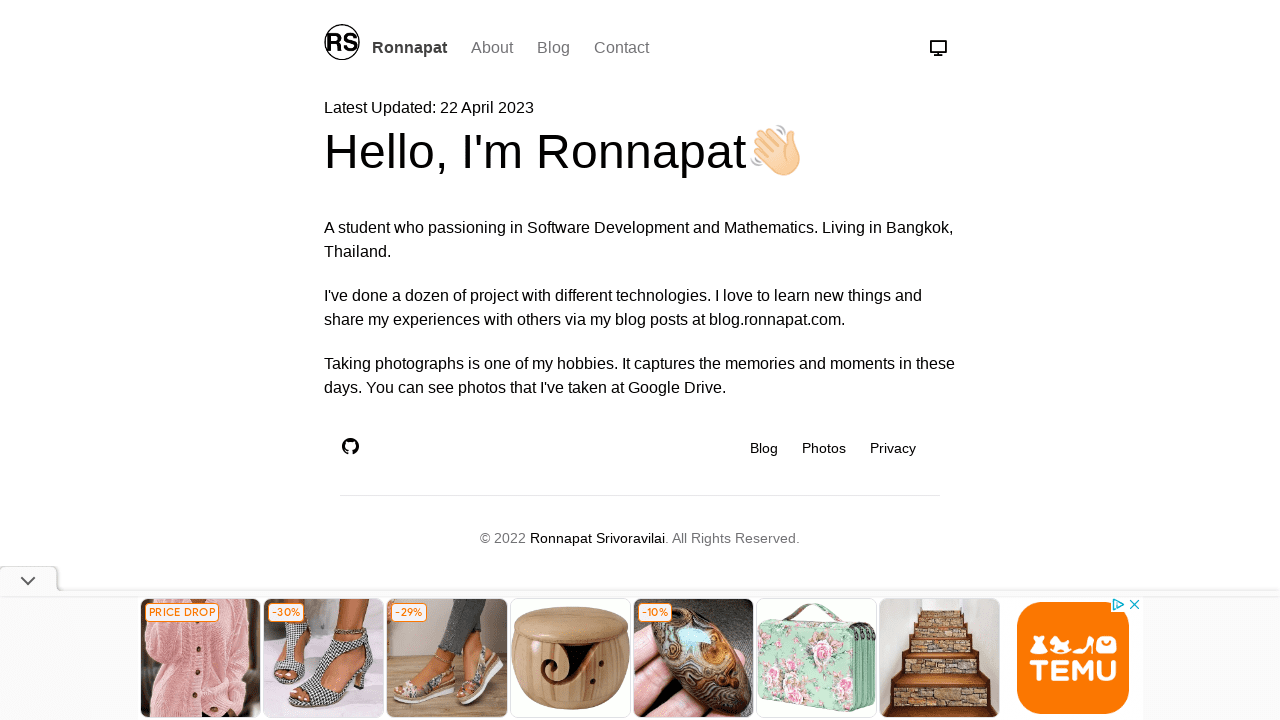 RS
Ronnapat About Blog Contact
Latest Updated: 22 April 2023
Hello, I'm Ronnapat👋🏻
A student who passioning in Software Development and Mathematics. Living in Bangkok,
Thailand.
I've done a dozen of project with different technologies. I love to learn new things and
share my experiences with others via my blog posts at blog.ronnapat.com.
Taking photographs is one of my hobbies. It captures the memories and moments in these
days. You can see photos that I've taken at Google Drive.
Blog Photos Privacy
© 2022 Ronnapat Srivoravilai. All Rights Reserved.
PRICE DROP -30% -29% -10%
TEMU